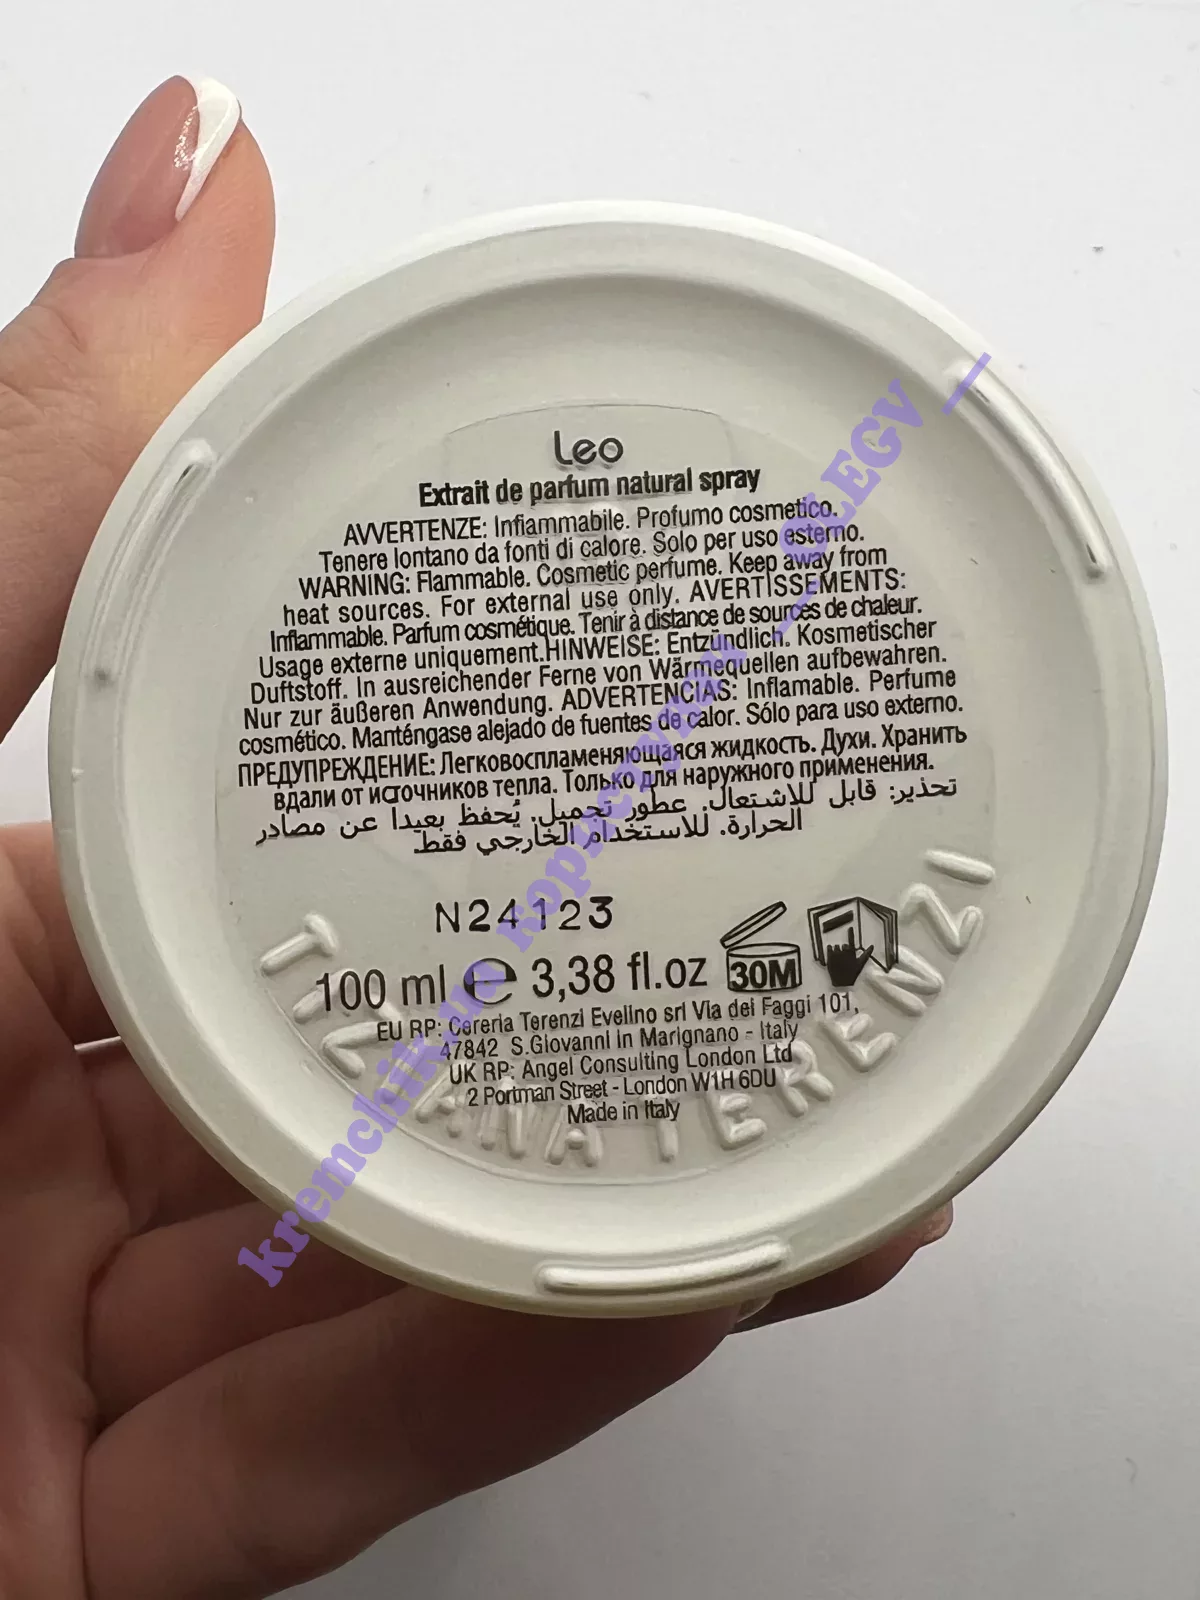 Leo
Extrait de parfum natural spray
AVVERTENZE: Infiammabile. Profumo cosmetico.
Tenere lontano da fonti di calore. Solo per uso esterno.
WARNING: Flammable. Cosmetic perfume. Keep away from
heat sources. For external use only. AVERTISSEMENTS:
Inflammable. Parfum cosmétique. Tenir à distance de sources de chaleur.
Usage externe uniquement.HINWEISE: Entzündlich. Kosmetischer
Duftstoff. In ausreichender Ferne von Wärmequellen aufbewahren.
Nur zur äußeren Anwendung. ADVERTENCIAS: Inflamable. Perfume
cosmético. Manténgase alejado de fuentes de calor. Sólo para uso externo.
ПРЕДУПРЕЖДЕНИЕ: Легковоспламеняющаяся жидкость. Духи. Хранить
вдали от источников тепла. Только для наружного применения.
تحذير: قابل للاشتعال. عطور تجميل. يُحفظ بعيدا عن مصادر
الحرارة. للاستخدام الخارجي فقط.
N24123
100 ml ℮ 3,38 fl.oz 30M
EU RP: Cereria Terenzi Evelino srl Via dei Faggi 101,
47842 S.Giovanni in Marignano - Italy
UK RP: Angel Consulting London Ltd
2 Portman Street - London W1H 6DU
Made in Italy
TIZIANA TERENZI
kremchik.ua користувач _OLEGV_